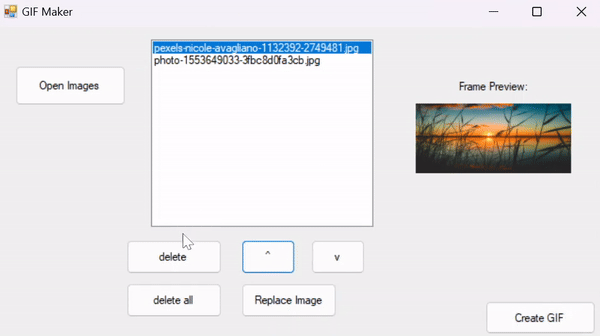 GIF Maker
Open Images
pexels-nicole-avagliano-1132392-2749481.jpg
photo-1553649033-3fbc8d0fa3cb.jpg
Frame Preview:
delete
^
v
delete all
Replace Image
Create GIF